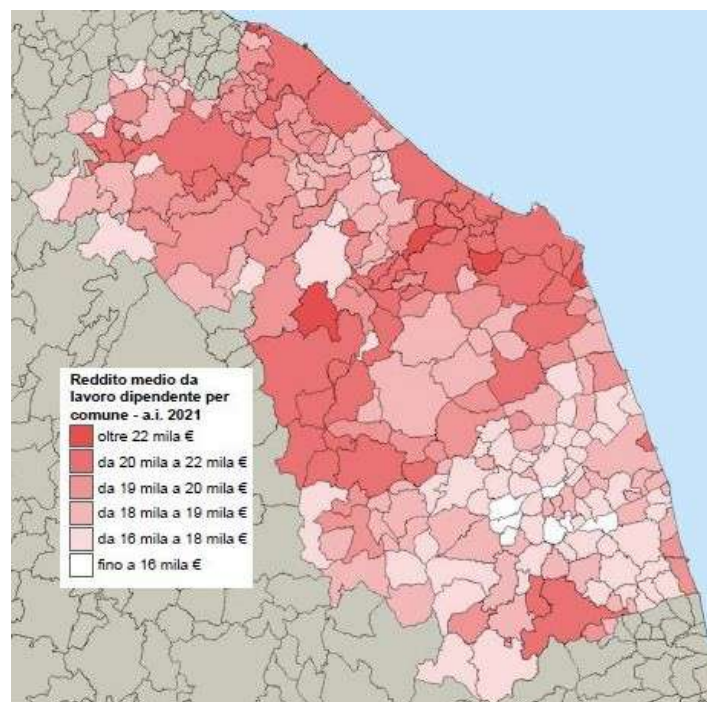 Reddito medio da
lavoro dipendente per
comune - a.i. 2021
oltre 22 mila €
da 20 mila a 22 mila €
da 19 mila a 20 mila €
da 18 mila a 19 mila €
da 16 mila a 18 mila €
fino a 16 mila €